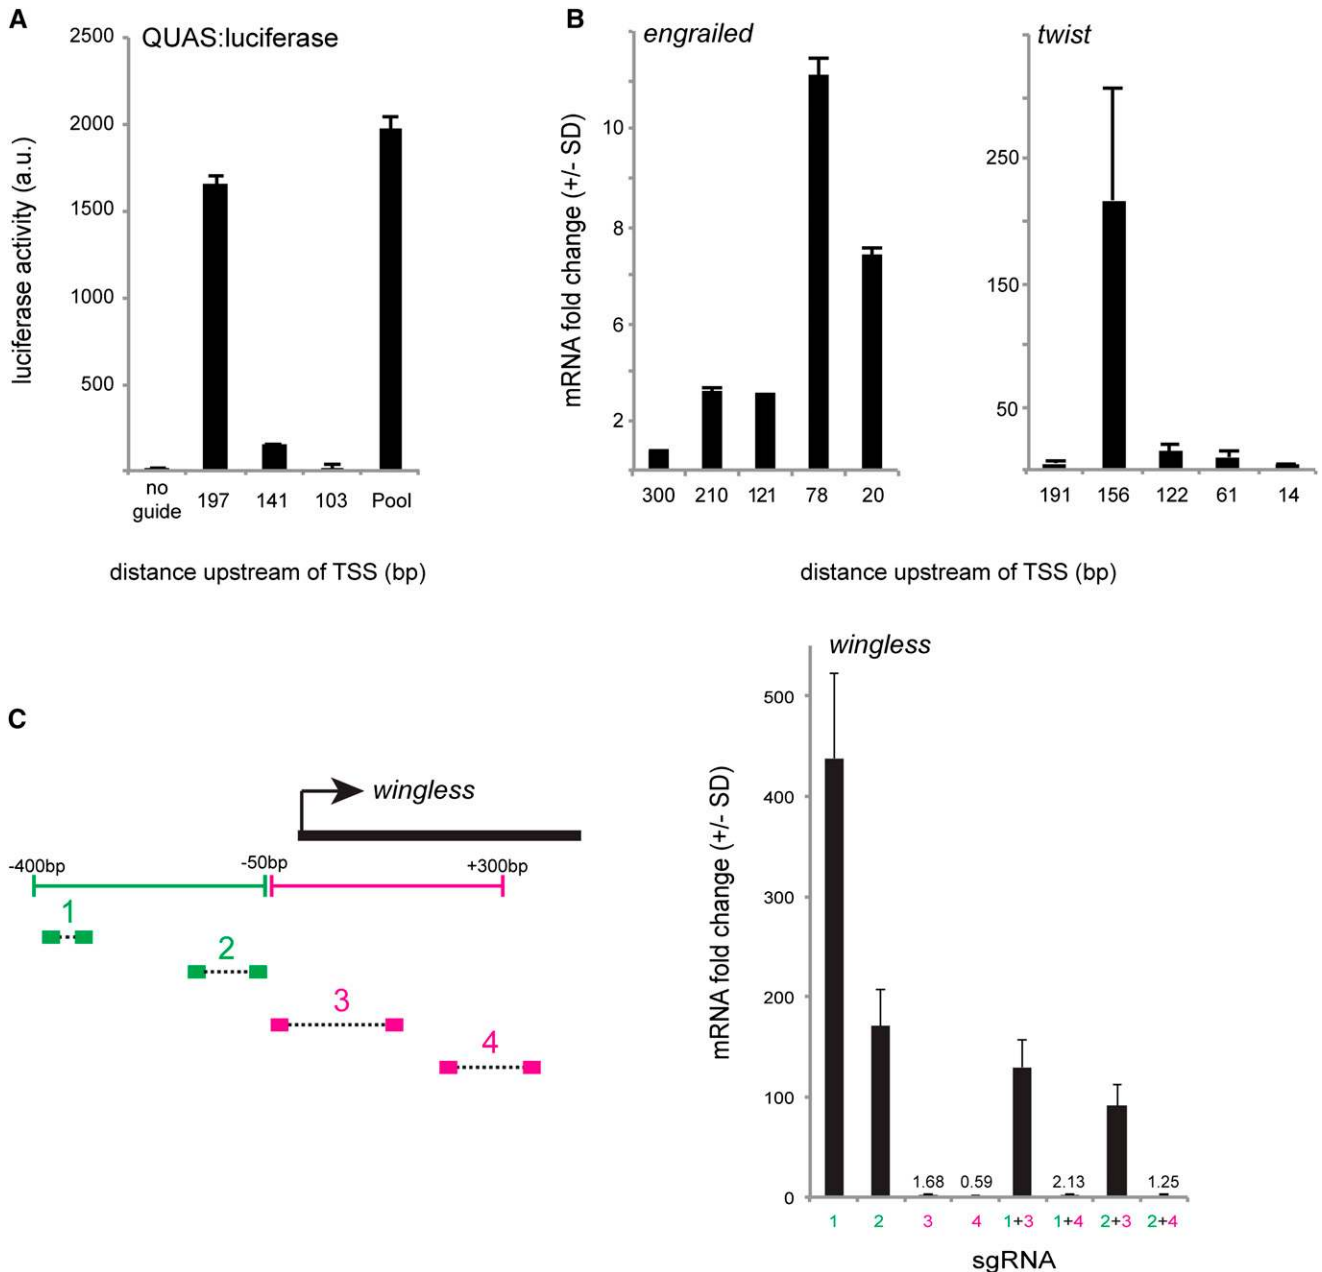 A
QUAS:luciferase
luciferase activity (a.u.)
2500
2000
1500
1000
500
no guide
197
141
103
Pool
distance upstream of TSS (bp)
B
engrailed
mRNA fold change (+/- SD)
10
8
6
2
300
210
121
78
20
twist
250
150
50
191
156
122
61
14
distance upstream of TSS (bp)
C
wingless
-400bp
-50bp
+300bp
1
2
3
4
wingless
mRNA fold change (+/- SD)
500
400
300
200
100
0
1.68
0.59
2.13
1.25
1
2
3
4
1+3
1+4
2+3
2+4
sgRNA